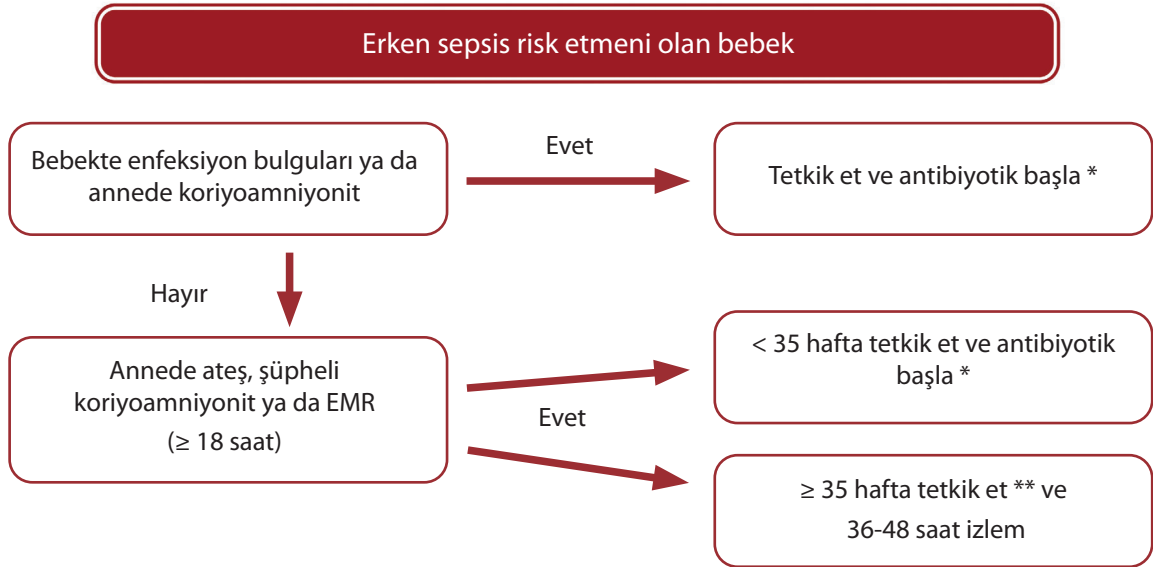 Erken sepsis risk etmeni olan bebek
Bebekte enfeksiyon bulguları ya da
annede koriyoamniyonit
Evet
Tetkik et ve antibiyotik başla *
Hayır
Annede ateş, şüpheli
koriyoamniyonit ya da EMR
(≥ 18 saat)
Evet
< 35 hafta tetkik et ve antibiyotik
başla *
≥ 35 hafta tetkik et ** ve
36-48 saat izlem